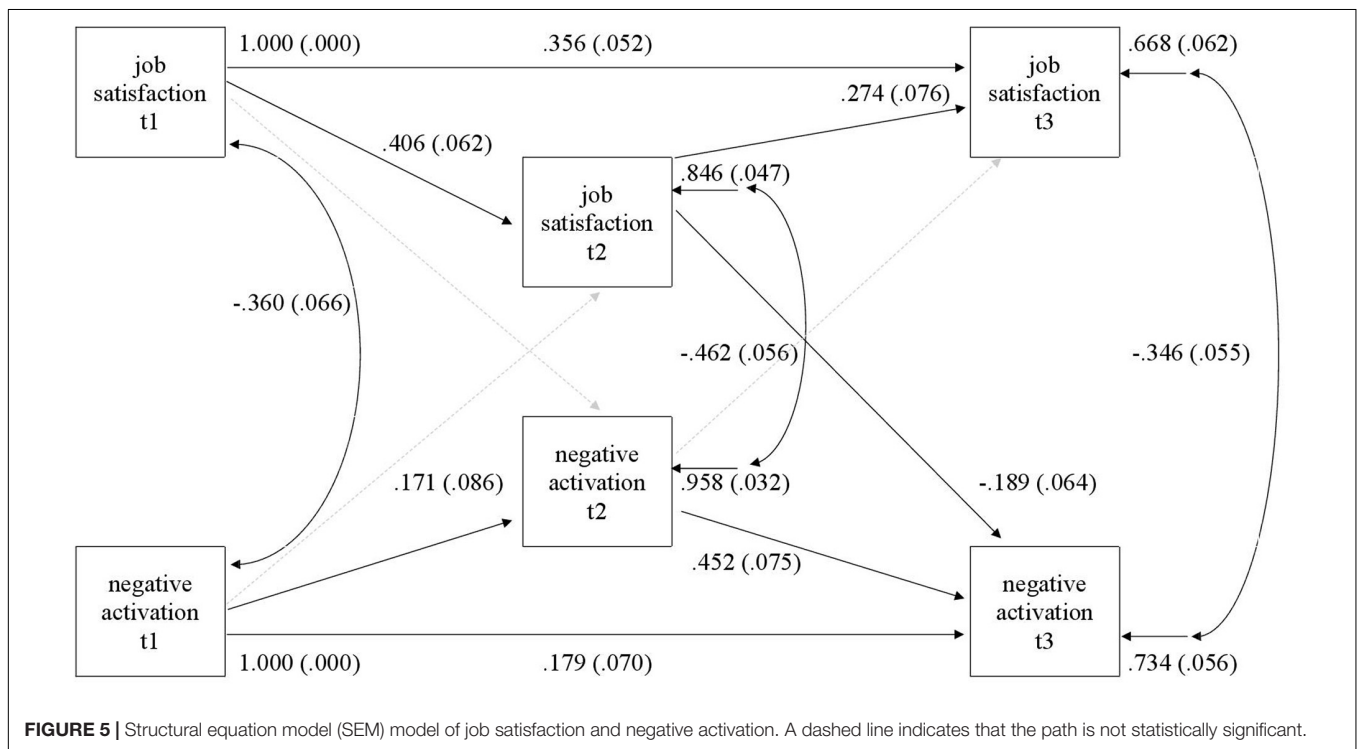 1.000 (.000)
.356 (.052)
.668 (.062)
job
satisfaction
t1
job
satisfaction
t3
.274 (.076)
.406 (.062)
.846 (.047)
job
satisfaction
t2
-.360 (.066)
-.462 (.056)
-.346 (.055)
.171 (.086)
negative
activation
t2
.958 (.032)
-.189 (.064)
.452 (.075)
negative
activation
t1
negative
activation
t3
1.000 (.000)
.179 (.070)
.734 (.056)
FIGURE 5 | Structural equation model (SEM) model of job satisfaction and negative activation. A dashed line indicates that the path is not statistically significant.